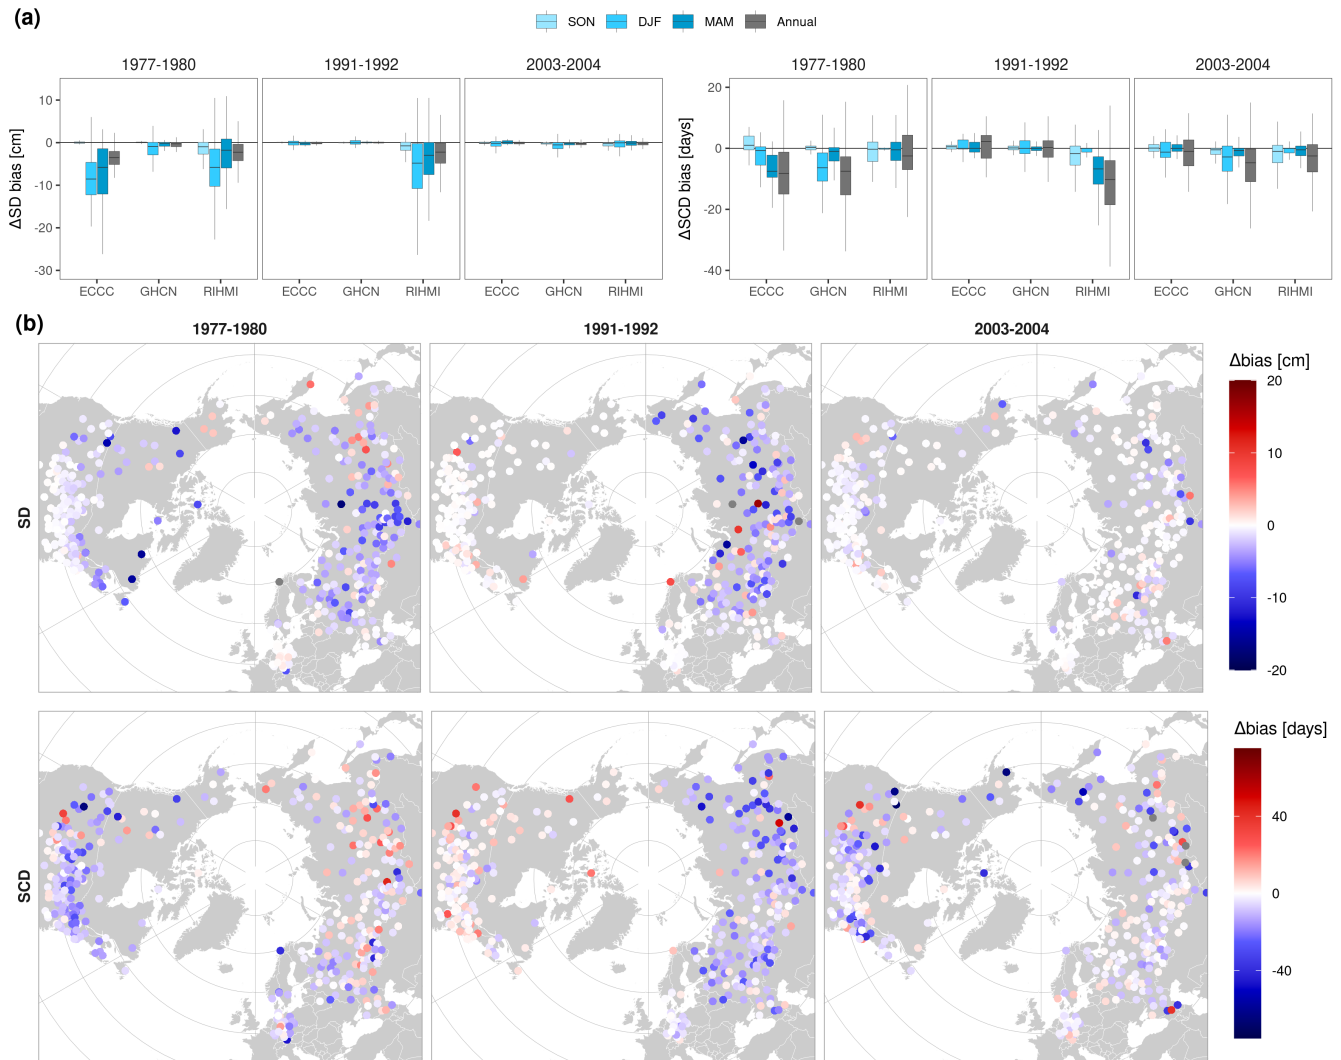 (a)
SON DJF MAM Annual
1977-1980 1991-1992 2003-2004 1977-1980 1991-1992 2003-2004
ΔSD bias [cm]
10
0
-10
-20
-30
ECCC GHCN RIHMI ECCC GHCN RIHMI ECCC GHCN RIHMI
ΔSCD bias [days]
20
0
-20
-40
ECCC GHCN RIHMI ECCC GHCN RIHMI ECCC GHCN RIHMI
(b)
1977-1980 1991-1992 2003-2004
SD
Δbias [cm]
20
10
0
-10
-20
SCD
Δbias [days]
40
0
-40